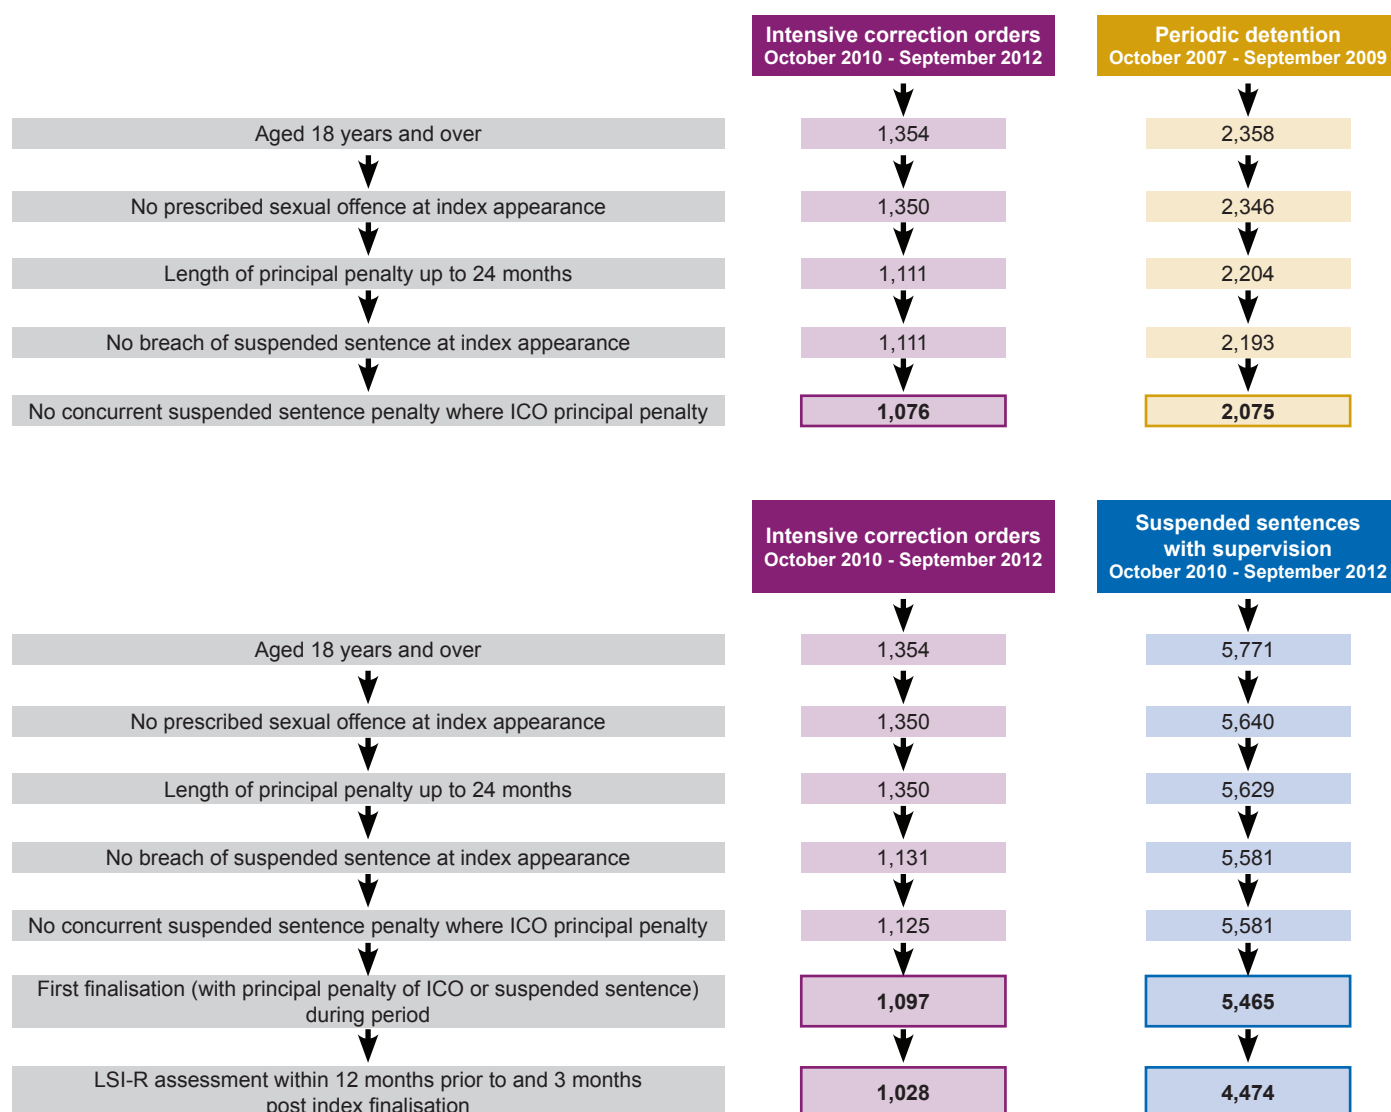 Intensive correction orders
October 2010 - September 2012
Periodic detention
October 2007 - September 2009
Aged 18 years and over
1,354
2,358
No prescribed sexual offence at index appearance
1,350
2,346
Length of principal penalty up to 24 months
1,111
2,204
No breach of suspended sentence at index appearance
1,111
2,193
No concurrent suspended sentence penalty where ICO principal penalty
1,076
2,075
Intensive correction orders
October 2010 - September 2012
Suspended sentences
with supervision
October 2010 - September 2012
Aged 18 years and over
1,354
5,771
No prescribed sexual offence at index appearance
1,350
5,640
Length of principal penalty up to 24 months
1,350
5,629
No breach of suspended sentence at index appearance
1,131
5,581
No concurrent suspended sentence penalty where ICO principal penalty
1,125
5,581
First finalisation (with principal penalty of ICO or suspended sentence)
during period
1,097
5,465
LSI-R assessment within 12 months prior to and 3 months
post index finalisation
1,028
4,474